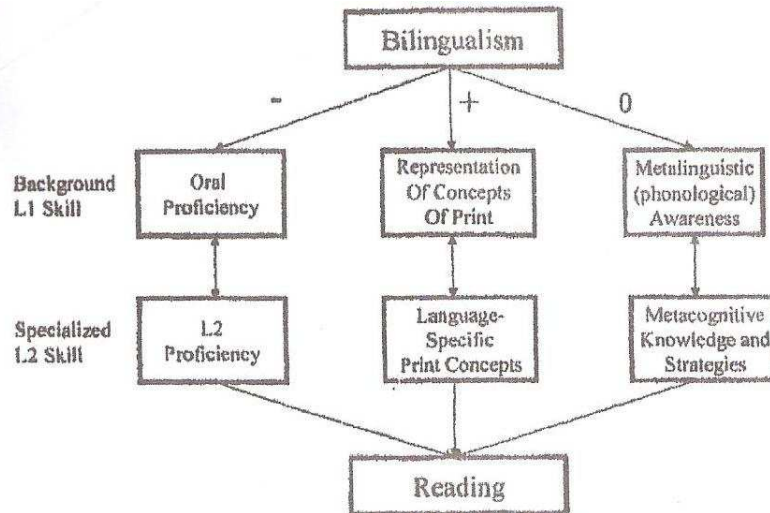 Bilingualism
- + 0
Background
L1 Skill
Oral
Proficiency
Representation
Of Concepts
Of Print
Metalinguistic
(phonological)
Awareness
Specialized
L2 Skill
L2
Proficiency
Language-
Specific
Print Concepts
Metacognitive
Knowledge and
Strategies
Reading